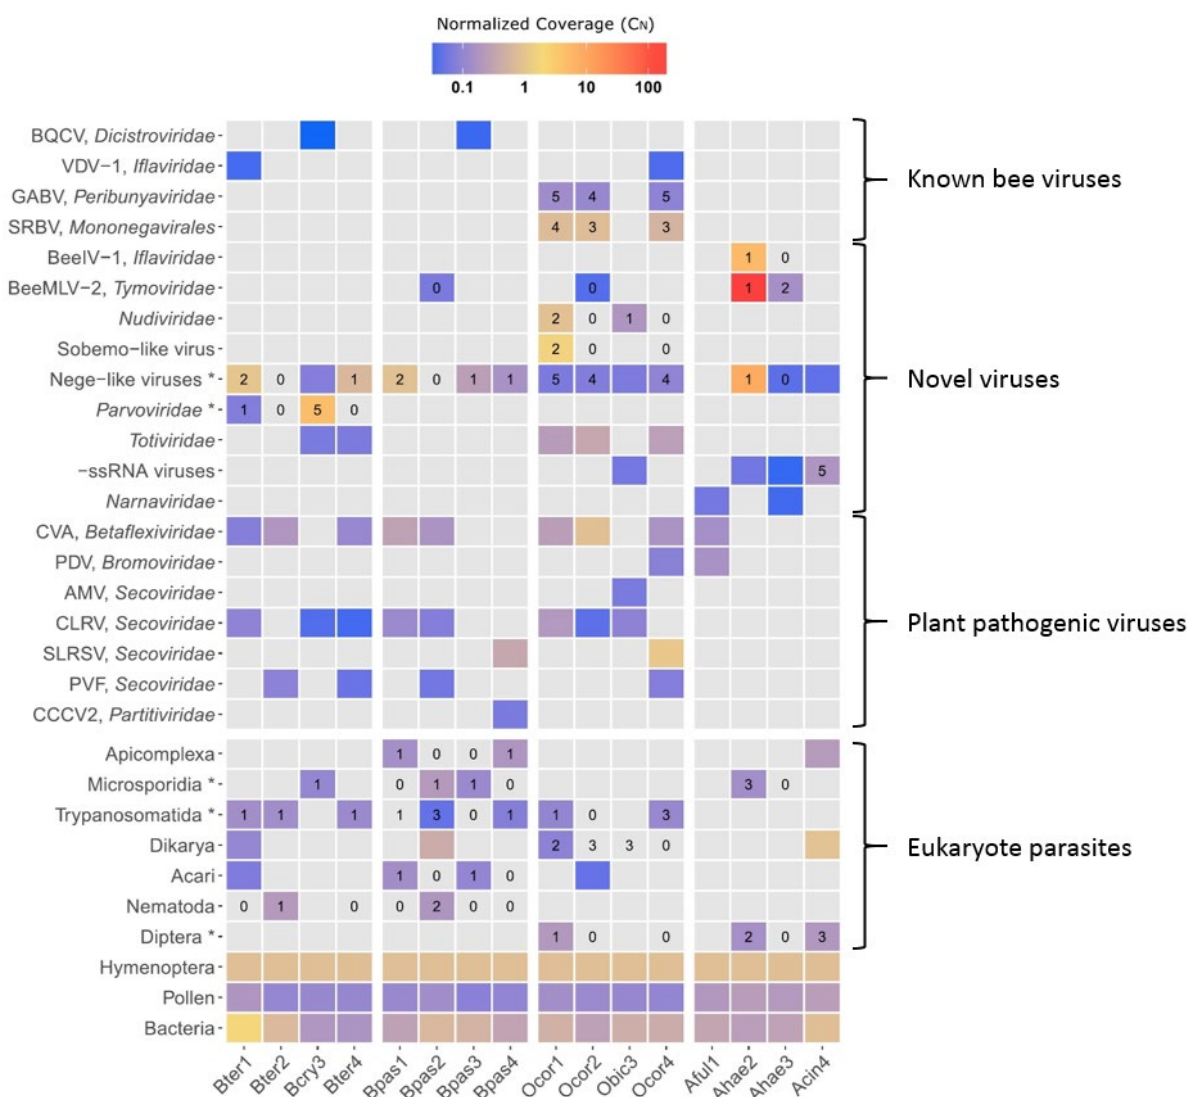 Normalized Coverage (CN)
0.1 1 10 100
BQCV, Dicistroviridae
VDV−1, Iflaviridae
GABV, Peribunyaviridae 5 4 5
SRBV, Mononegavirales 4 3 3
Known bee viruses
BeeIV−1, Iflaviridae 1 0
BeeMLV−2, Tymoviridae 0 0 1 2
Nudiviridae 2 0 1 0
Sobemo−like virus 2 0 0
Nege−like viruses * 2 0 1 2 0 1 1 5 4 4 1 0
Novel viruses
Parvoviridae * 1 0 5 0
Totiviridae
−ssRNA viruses 5
Narnaviridae
CVA, Betaflexiviridae
PDV, Bromoviridae
AMV, Secoviridae
CLRV, Secoviridae
Plant pathogenic viruses
SLRSV, Secoviridae
PVF, Secoviridae
CCCV2, Partitiviridae
Apicomplexa 1 0 0 1
Microsporidia * 1 0 1 1 0 3 0
Trypanosomatida * 1 1 1 1 3 0 1 1 0 3
Dikarya 2 3 3 0
Eukaryote parasites
Acari 1 0 1 0
Nematoda 0 1 0 0 2 0 0
Diptera * 1 0 0 2 0 3
Hymenoptera
Pollen
Bacteria
Bter1 Bter2 Bcry3 Bter4 Bpas1 Bpas2 Bpas3 Bpas4 Ocor1 Ocor2 Obic3 Ocor4 Aful1 Ahae2 Ahae3 Acin4